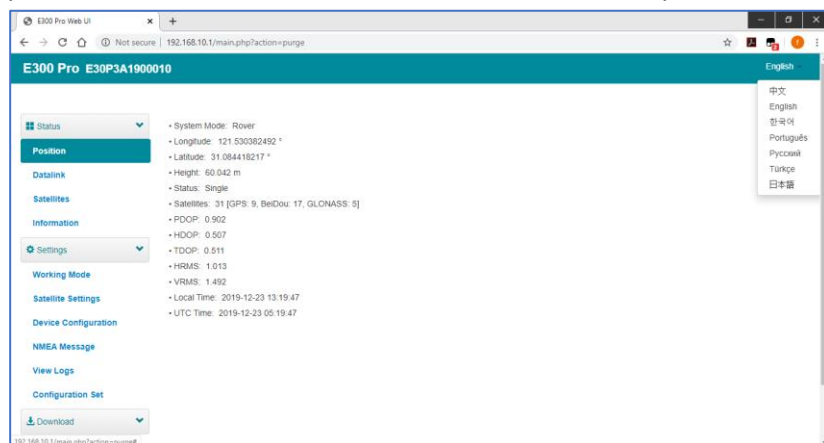 E300 Pro Web UI
Not secure | 192.168.10.1/main.php?action=purge
E300 Pro E30P3A1900010
English
中文
English
한국어
Português
Русский
Türkçe
日本語
Status
Position
Datalink
Satellites
Information
Settings
Working Mode
Satellite Settings
Device Configuration
NMEA Message
View Logs
Configuration Set
Download
• System Mode: Rover
• Longitude: 121.530382492 °
• Latitude: 31.084418217 °
• Height: 60.042 m
• Status: Single
• Satellites: 31 [GPS: 9, BeiDou: 17, GLONASS: 5]
• PDOP: 0.902
• HDOP: 0.507
• TDOP: 0.511
• HRMS: 1.013
• VRMS: 1.492
• Local Time: 2019-12-23 13:19:47
• UTC Time: 2019-12-23 05:19:47
192.168.10.1/main.php?action=purge#